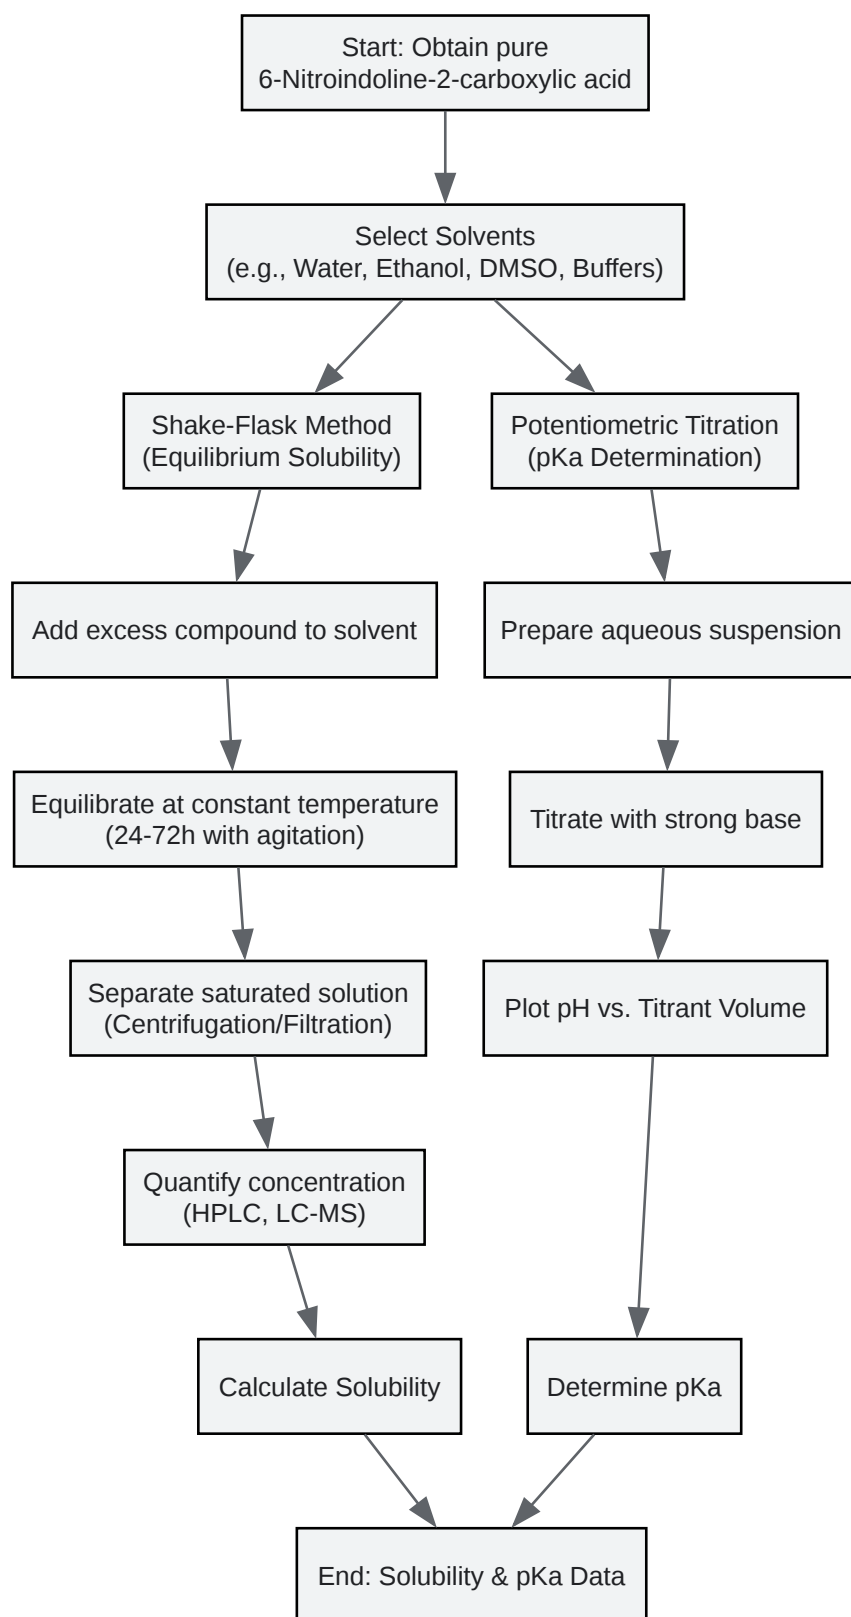 Start: Obtain pure
6-Nitroindoline-2-carboxylic acid
Select Solvents
(e.g., Water, Ethanol, DMSO, Buffers)
Shake-Flask Method
(Equilibrium Solubility)
Potentiometric Titration
(pKa Determination)
Add excess compound to solvent
Prepare aqueous suspension
Equilibrate at constant temperature
(24-72h with agitation)
Titrate with strong base
Separate saturated solution
(Centrifugation/Filtration)
Plot pH vs. Titrant Volume
Quantify concentration
(HPLC, LC-MS)
Calculate Solubility
Determine pKa
End: Solubility & pKa Data